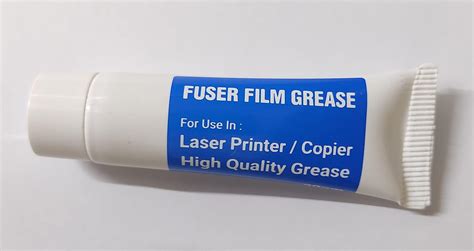 FUSER FILM GREASE
For Use In :
Laser Printer / Copier
High Quality Grease